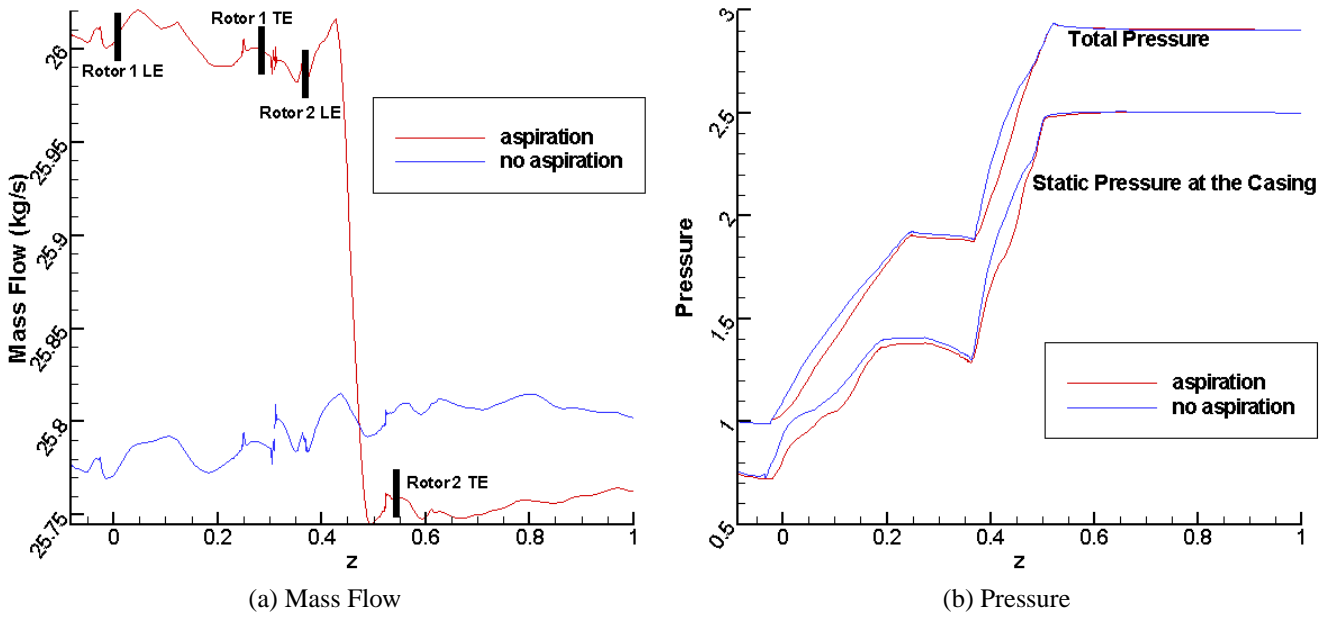 Rotor 1 LE
Rotor 1 TE
Rotor 2 LE
aspiration
no aspiration
Rotor 2 TE
Mass Flow (kg/s)
26
25.95
25.9
25.85
25.8
25.75
0
0.2
0.4
0.6
0.8
1
z
(a) Mass Flow
Total Pressure
Static Pressure at the Casing
aspiration
no aspiration
Pressure
3
2.5
2
1.5
1
0.5
0
0.2
0.4
0.6
0.8
1
z
(b) Pressure